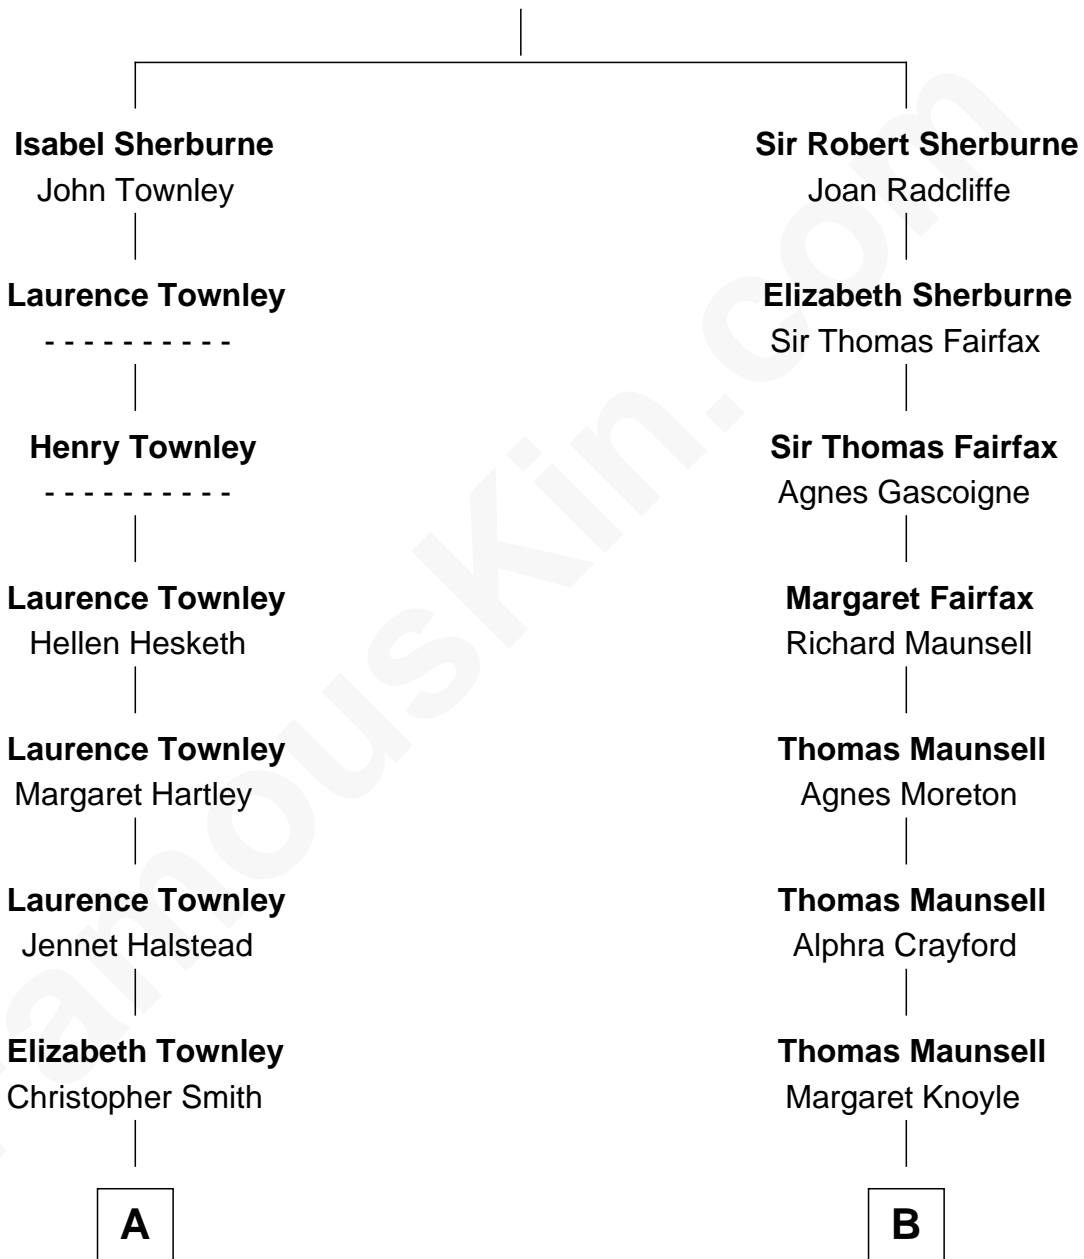 Isabel Sherburne
John Townley
Laurence Townley
- - - - - - - - - -
Henry Townley
- - - - - - - - - -
Laurence Townley
Hellen Hesketh
Laurence Townley
Margaret Hartley
Laurence Townley
Jennet Halstead
Elizabeth Townley
Christopher Smith
A
Sir Robert Sherburne
Joan Radcliffe
Elizabeth Sherburne
Sir Thomas Fairfax
Sir Thomas Fairfax
Agnes Gascoigne
Margaret Fairfax
Richard Maunsell
Thomas Maunsell
Agnes Moreton
Thomas Maunsell
Alphra Crayford
Thomas Maunsell
Margaret Knoyle
B
FamousKin.com